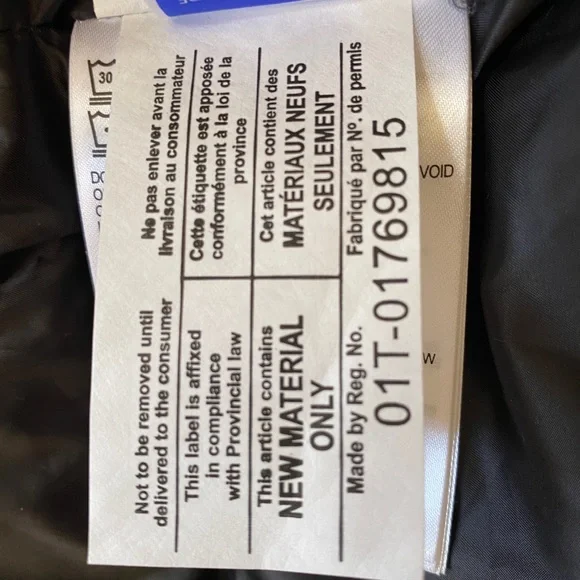 Not to be removed until
delivered to the consumer
Ne pas enlever avant la
livraison au consommateur
This label is affixed
in compliance
with Provincial law
Cette étiquette est apposée
conformément à la loi de la
province
This article contains
NEW MATERIAL
ONLY
Cet article contient des
MATÉRIAUX NEUFS
SEULEMENT
Made by Reg. No.
Fabriqué par Nº. de permis
01T-01769815
30
VOID
W